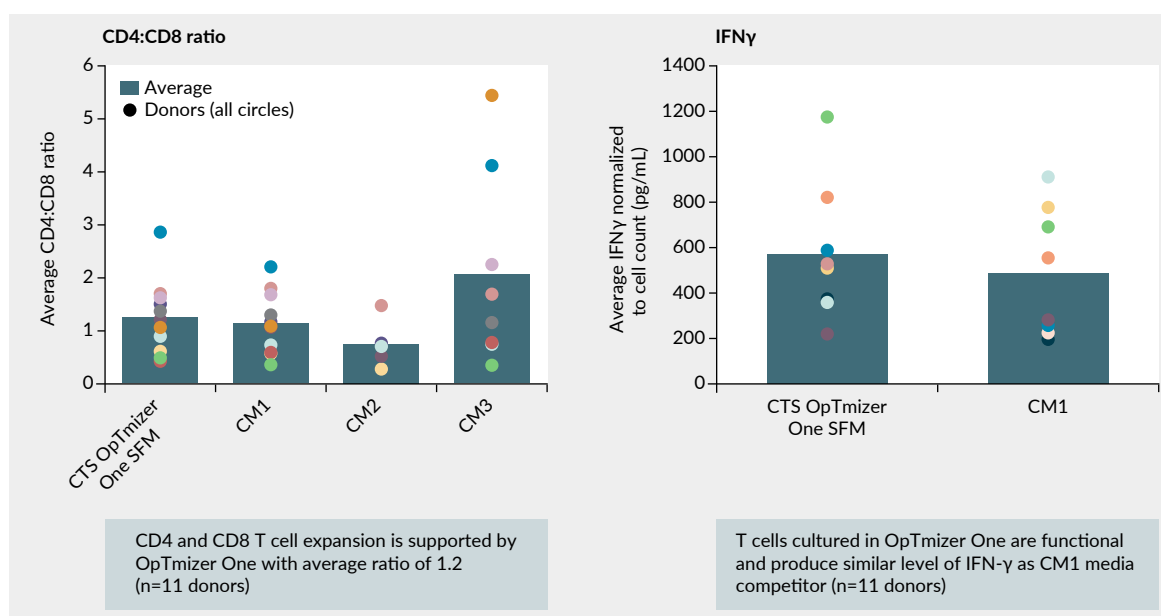 CD4:CD8 ratio
6
5
4
3
2
1
0
Average CD4:CD8 ratio
Average
Donors (all circles)
CTS OpTmizer
One SFM
CM1
CM2
CM3
CD4 and CD8 T cell expansion is supported by
OpTmizer One with average ratio of 1.2
(n=11 donors)
IFNγ
1400
1200
1000
800
600
400
200
0
Average IFNγ normalized
to cell count (pg/mL)
CTS OpTmizer
One SFM
CM1
T cells cultured in OpTmizer One are functional
and produce similar level of IFN-γ as CM1 media
competitor (n=11 donors)